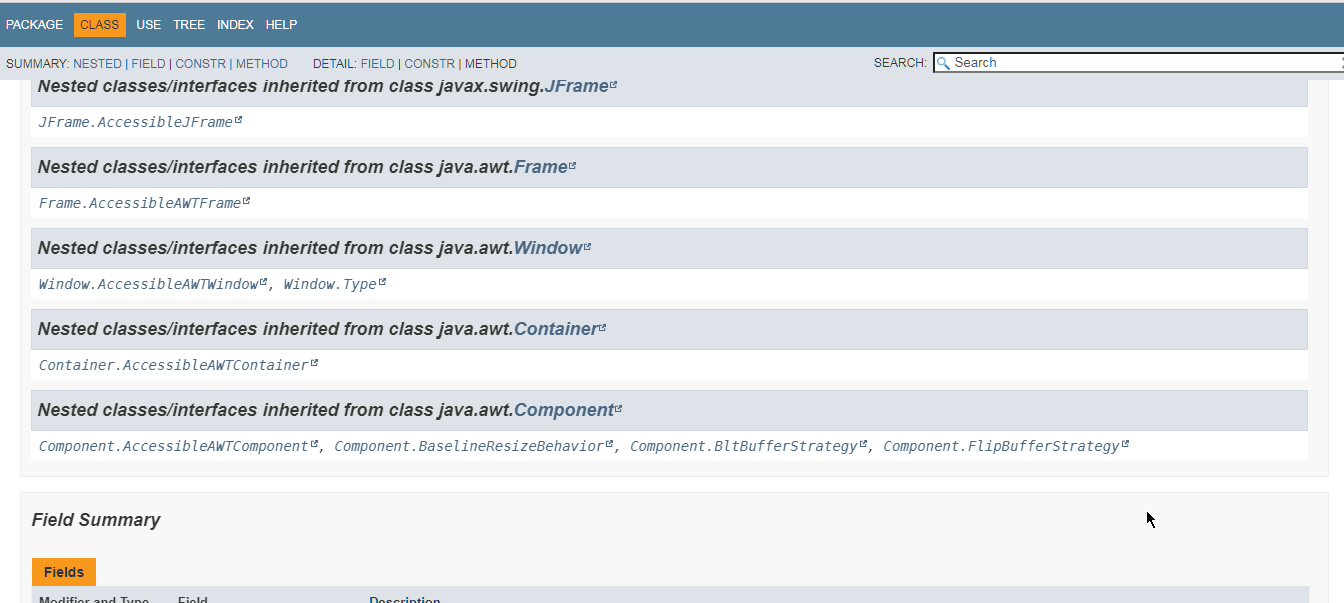 PACKAGE CLASS USE TREE INDEX HELP
SUMMARY: NESTED | FIELD | CONSTR | METHOD DETAIL: FIELD | CONSTR | METHOD SEARCH: Search
Nested classes/interfaces inherited from class javax.swing.JFrame
JFrame.AccessibleJFrame
Nested classes/interfaces inherited from class java.awt.Frame
Frame.AccessibleAWTFrame
Nested classes/interfaces inherited from class java.awt.Window
Window.AccessibleAWTWindow, Window.Type
Nested classes/interfaces inherited from class java.awt.Container
Container.AccessibleAWTContainer
Nested classes/interfaces inherited from class java.awt.Component
Component.AccessibleAWTComponent, Component.BaselineResizeBehavior, Component.BltBufferStrategy, Component.FlipBufferStrategy
Field Summary
Fields
Modifier and Type Field Description